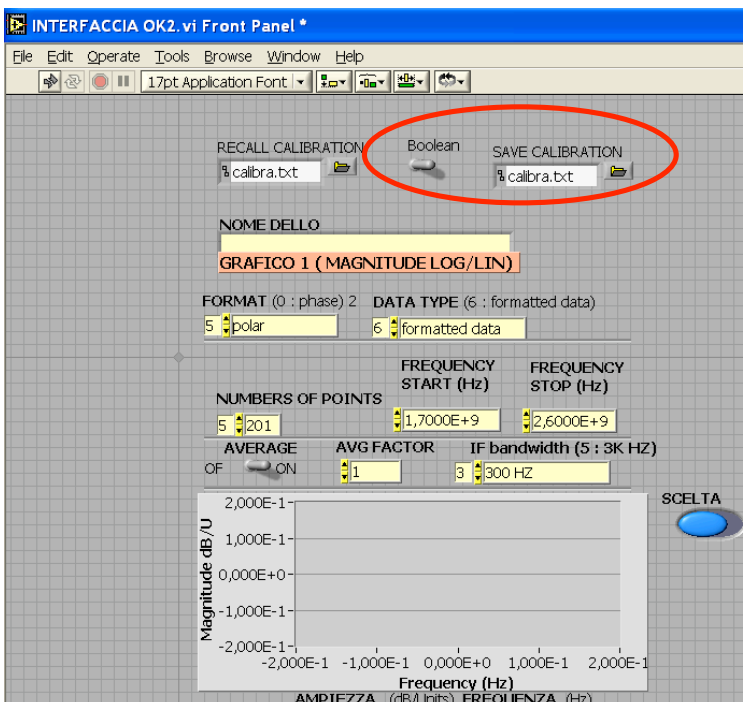 INTERFACCIA OK2.vi Front Panel *
File Edit Operate Tools Browse Window Help
17pt Application Font
RECALL CALIBRATION Boolean SAVE CALIBRATION
calibra.txt calibra.txt
NOME DELLO
GRAFICO 1 ( MAGNITUDE LOG/LIN)
FORMAT (0 : phase) 2 DATA TYPE (6 : formatted data)
5 polar 6 formatted data
FREQUENCY START (Hz) FREQUENCY STOP (Hz)
NUMBERS OF POINTS
5 201 1,7000E+9 2,6000E+9
AVERAGE AVG FACTOR IF bandwidth (5 : 3K HZ)
OF ON 1 3 300 HZ
SCELTA
Magnitude dB/U
2,000E-1
1,000E-1
0,000E+0
-1,000E-1
-2,000E-1
-2,000E-1 -1,000E-1 0,000E+0 1,000E-1 2,000E-1
Frequency (Hz)
AMPIEZZA (dB/Units) FREQUENZA (Hz)